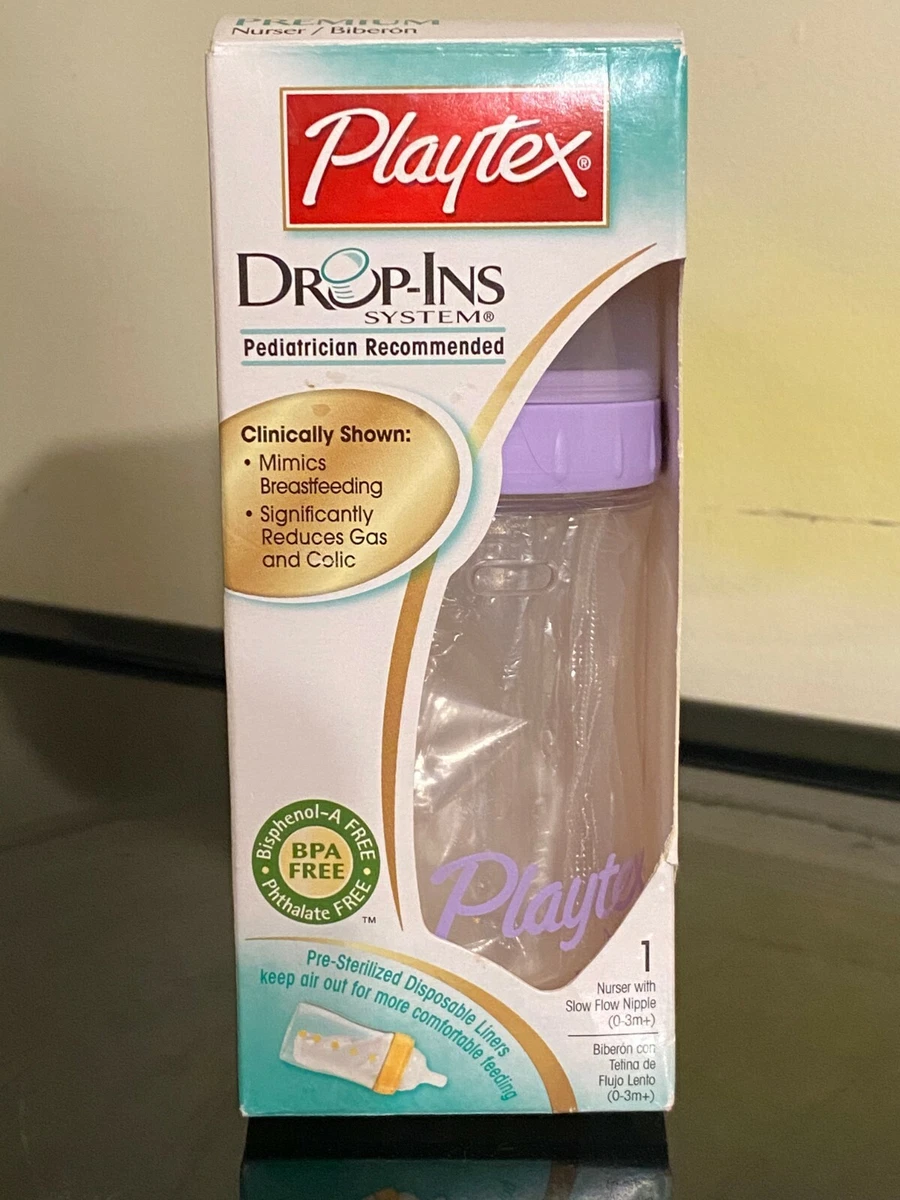 PREMIUM
Nurser / Biberón
Playtex®
DROP-INS
SYSTEM®
Pediatrician Recommended
Clinically Shown:
• Mimics
Breastfeeding
• Significantly
Reduces Gas
and Colic
Bisphenol-A FREE
BPA
FREE
Phthalate FREE
TM
Playtex
Pre-Sterilized Disposable Liners
keep air out for more comfortable feeding
1
Nurser with
Slow Flow Nipple
(0-3m+)
Biberón con
Tetina de
Flujo Lento
(0-3m+)